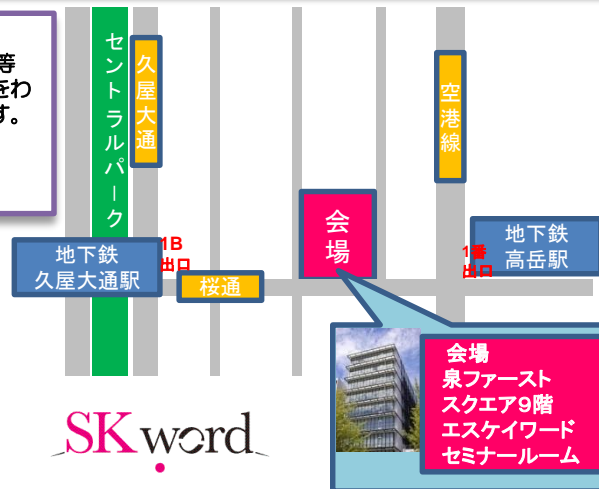 等
をわ
す。
セントラルパーク
久屋大通
空港線
会場
地下鉄
久屋大通駅
1B
出口
桜通
1番
出口
地下鉄
高岳駅
会場
泉ファースト
スクエア9階
エスケイワード
セミナールーム
SK word